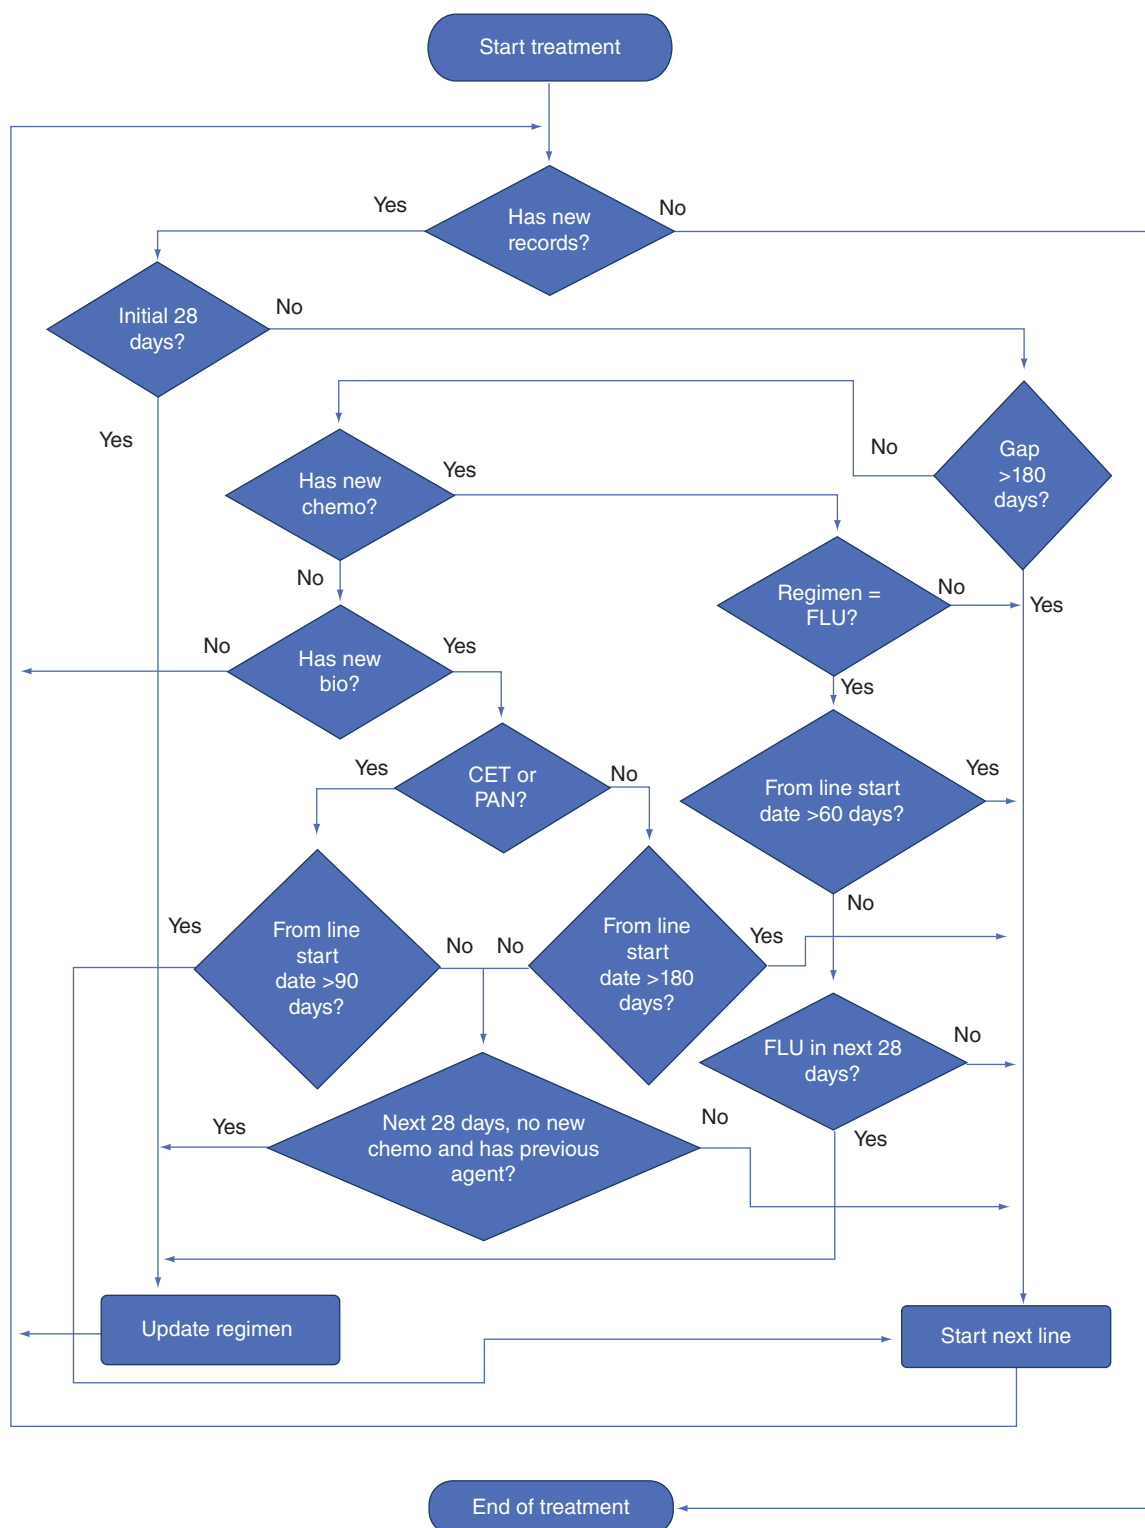 Start treatment
Yes
No
Has new
records?
Initial 28
days?
No
Yes
No
Gap
>180
days?
Has new
chemo?
Yes
No
Regimen =
FLU?
No
Yes
No
Has new
bio?
Yes
Yes
Yes
CET or
PAN?
No
From line start
date >60 days?
Yes
No
Yes
From line
start
date >90
days?
No
No
From line
start
date >180
days?
Yes
FLU in next 28
days?
No
Yes
Yes
Next 28 days, no new
chemo and has previous
agent?
No
Update regimen
Start next line
End of treatment